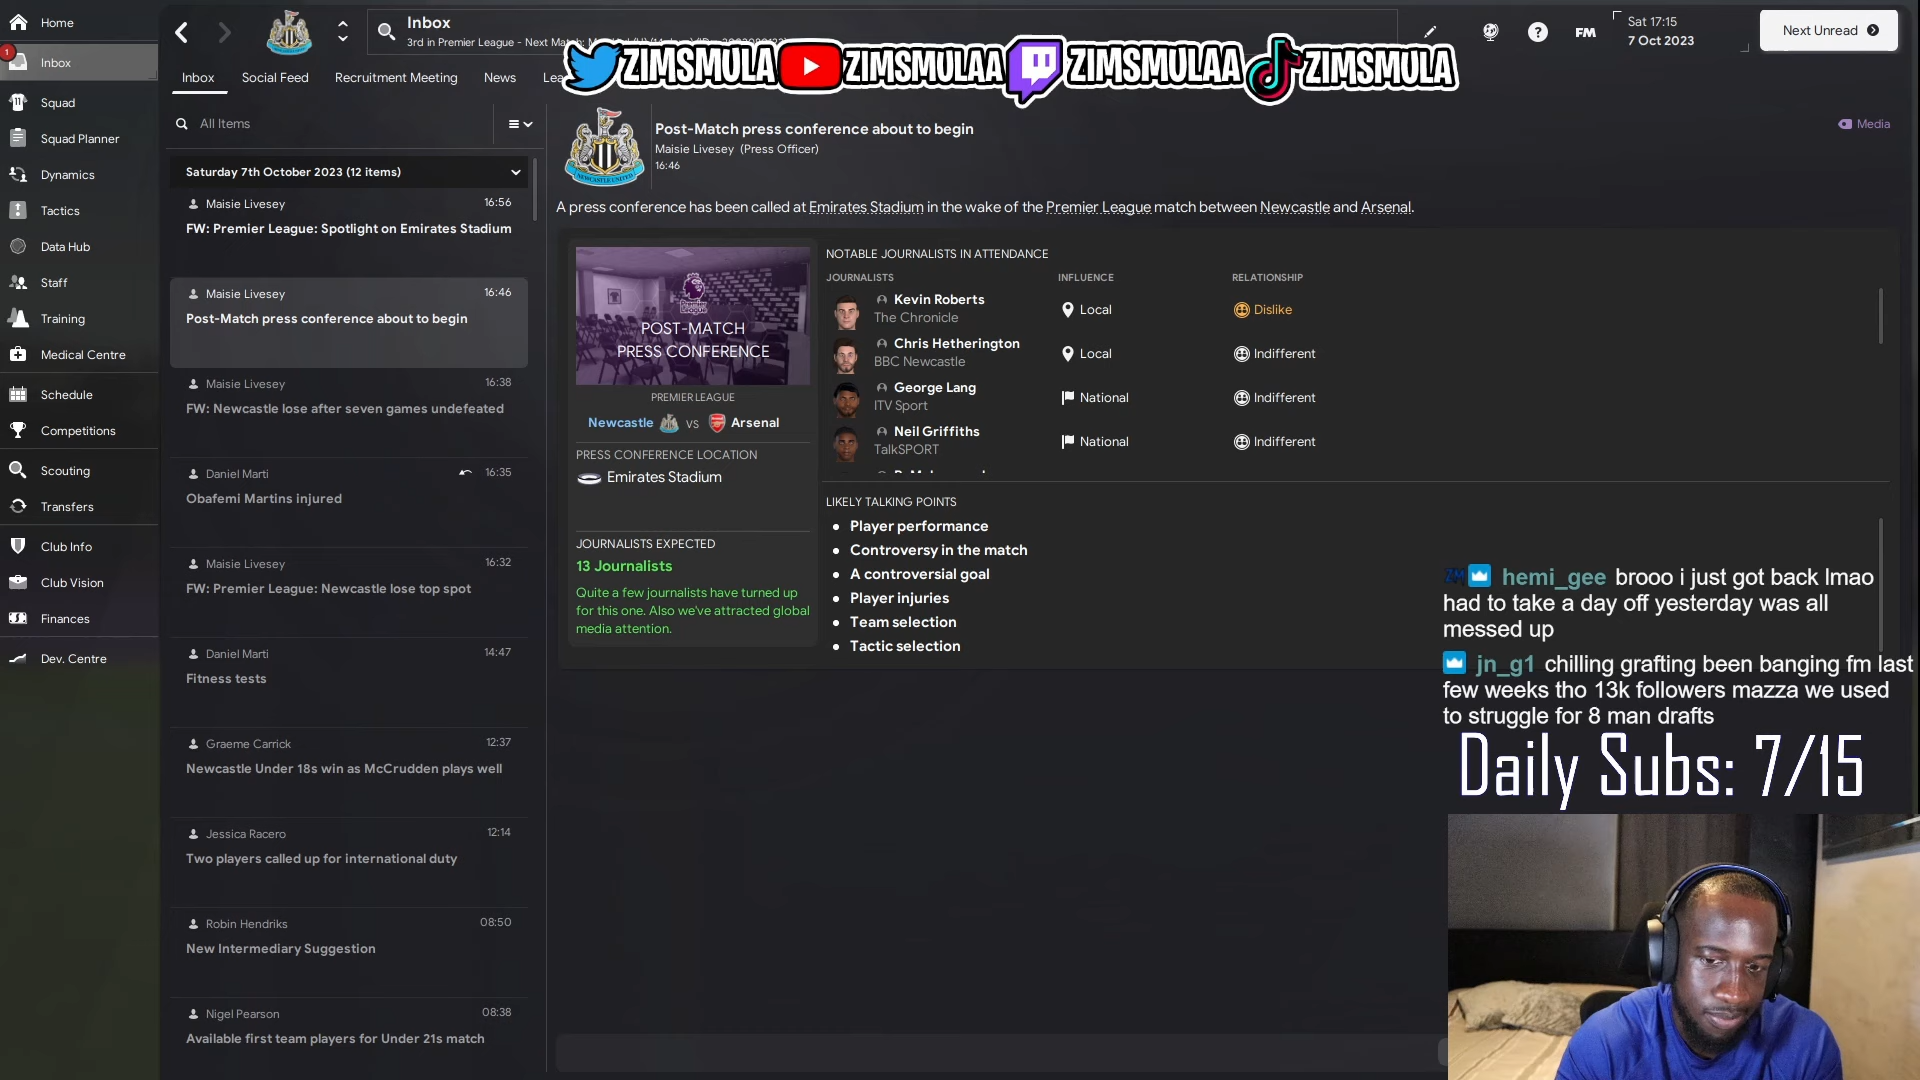 Home
Inbox
1
Squad
Squad Planner
Dynamics
Tactics
Data Hub
Staff
Training
Medical Centre
Schedule
Competitions
Scouting
Transfers
Club Info
Club Vision
Finances
Dev. Centre
Inbox
3rd in Premier League - Next Match:
FM
Sat 17:15
7 Oct 2023
Next Unread
Inbox
Social Feed
Recruitment Meeting
News
ZIMSMULA
ZIMSMULAA
ZIMSMULAA
ZIMSMULA
All Items
Saturday 7th October 2023 (12 items)
Maisie Livesey 16:56
FW: Premier League: Spotlight on Emirates Stadium
Maisie Livesey 16:46
Post-Match press conference about to begin
Maisie Livesey 16:38
FW: Newcastle lose after seven games undefeated
Daniel Marti 16:35
Obafemi Martins injured
Maisie Livesey 16:32
FW: Premier League: Newcastle lose top spot
Daniel Marti 14:47
Fitness tests
Graeme Carrick 12:37
Newcastle Under 18s win as McCrudden plays well
Jessica Racero 12:14
Two players called up for international duty
Robin Hendriks 08:50
New Intermediary Suggestion
Nigel Pearson 08:38
Available first team players for Under 21s match
Post-Match press conference about to begin
Maisie Livesey (Press Officer)
16:46
Media
A press conference has been called at Emirates Stadium in the wake of the Premier League match between Newcastle and Arsenal.
POST-MATCH
PRESS CONFERENCE
PREMIER LEAGUE
Newcastle VS Arsenal
PRESS CONFERENCE LOCATION
Emirates Stadium
JOURNALISTS EXPECTED
13 Journalists
Quite a few journalists have turned up
for this one. Also we've attracted global
media attention.
NOTABLE JOURNALISTS IN ATTENDANCE
JOURNALISTS INFLUENCE RELATIONSHIP
Kevin Roberts
The Chronicle
Local
Dislike
Chris Hetherington
BBC Newcastle
Local
Indifferent
George Lang
ITV Sport
National
Indifferent
Neil Griffiths
TalkSPORT
National
Indifferent
LIKELY TALKING POINTS
Player performance
Controversy in the match
A controversial goal
Player injuries
Team selection
Tactic selection
hemi_gee brooo i just got back lmao
had to take a day off yesterday was all
messed up
jn_g1 chilling grafting been banging fm last
few weeks tho 13k followers mazza we used
to struggle for 8 man drafts
Daily Subs: 7/15